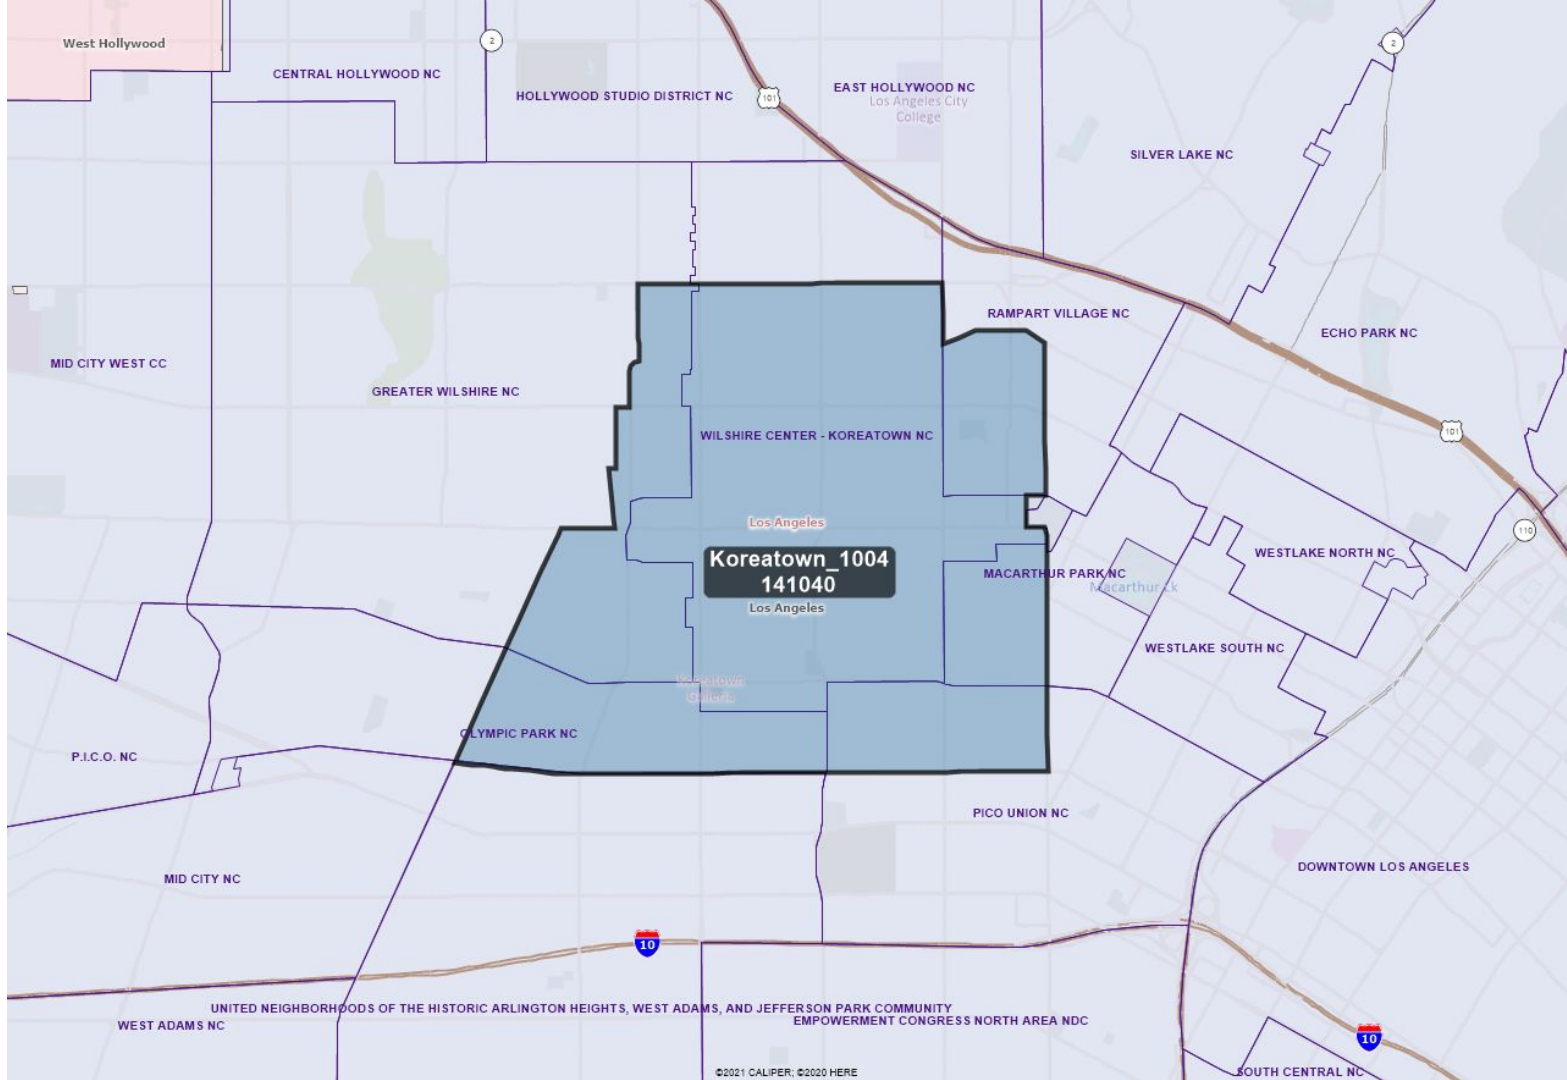 West Hollywood
2
2
CENTRAL HOLLYWOOD NC
HOLLYWOOD STUDIO DISTRICT NC
101
EAST HOLLYWOOD NC
Los Angeles City
College
SILVER LAKE NC
RAMPART VILLAGE NC
ECHO PARK NC
MID CITY WEST CC
GREATER WILSHIRE NC
WILSHIRE CENTER - KOREATOWN NC
101
Los Angeles
110
WESTLAKE NORTH NC
Koreatown_1004
141040
MACARTHUR PARK NC
Macarthur Lk
Los Angeles
WESTLAKE SOUTH NC
Koreatown
Galleria
OLYMPIC PARK NC
P.I.C.O. NC
PICO UNION NC
DOWNTOWN LOS ANGELES
MID CITY NC
10
UNITED NEIGHBORHOODS OF THE HISTORIC ARLINGTON HEIGHTS, WEST ADAMS, AND JEFFERSON PARK COMMUNITY
WEST ADAMS NC
EMPOWERMENT CONGRESS NORTH AREA NDC
10
SOUTH CENTRAL NC
©2021 CALIPER; ©2020 HERE